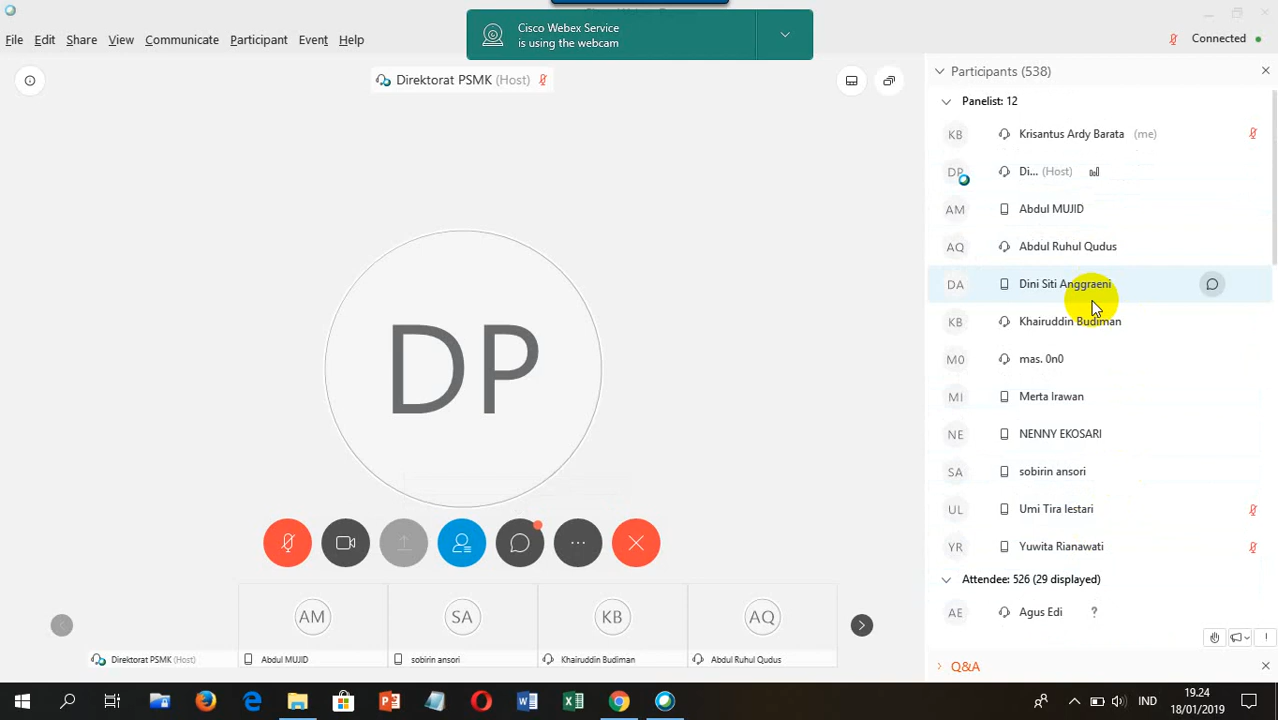 Cisco Webex Service
is using the webcam
File Edit Share View Communicate Participant Event Help
Connected
Direktorat PSMK (Host)
DP
AM
SA
KB
AQ
Direktorat PSMK (Host)
Abdul MUJID
sobirin ansori
Khairuddin Budiman
Abdul Ruhul Qudus
Participants (538)
Panelist: 12
KB Krisantus Ardy Barata (me)
DP Di... (Host)
AM Abdul MUJID
AQ Abdul Ruhul Qudus
DA Dini Siti Anggraeni
KB Khairuddin Budiman
M0 mas. 0n0
MI Merta Irawan
NE NENNY EKOSARI
SA sobirin ansori
UL Umi Tira lestari
YR Yuwita Rianawati
Attendee: 526 (29 displayed)
AE Agus Edi ?
Q&A
IND
19.24
18/01/2019